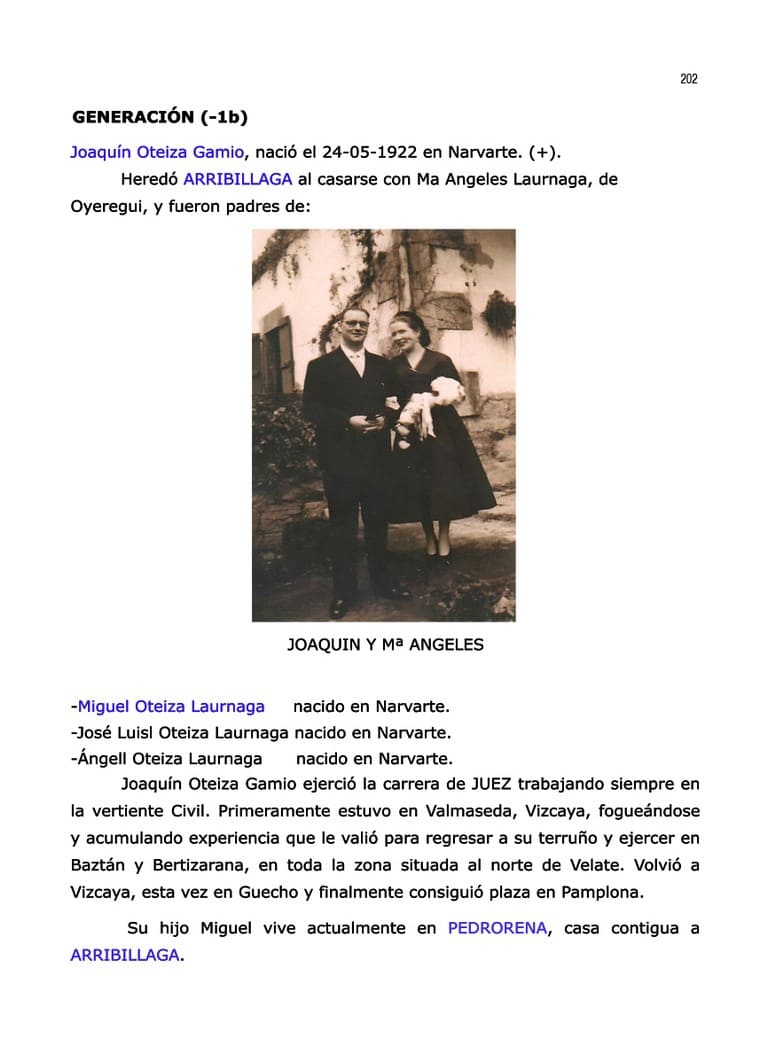 202
GENERACIÓN (-1b)
Joaquín Oteiza Gamio, nació el 24-05-1922 en Narvarte. (+).
Heredó ARRIBILLAGA al casarse con Ma Angeles Laurnaga, de
Oyeregui, y fueron padres de:
JOAQUIN Y Mª ANGELES
-Miguel Oteiza Laurnaga nacido en Narvarte.
-José Luisl Oteiza Laurnaga nacido en Narvarte.
-Ángell Oteiza Laurnaga nacido en Narvarte.
Joaquín Oteiza Gamio ejerció la carrera de JUEZ trabajando siempre en
la vertiente Civil. Primeramente estuvo en Valmaseda, Vizcaya, fogueándose
y acumulando experiencia que le valió para regresar a su terruño y ejercer en
Baztán y Bertizarana, en toda la zona situada al norte de Velate. Volvió a
Vizcaya, esta vez en Guecho y finalmente consiguió plaza en Pamplona.
Su hijo Miguel vive actualmente en PEDRORENA, casa contigua a
ARRIBILLAGA.